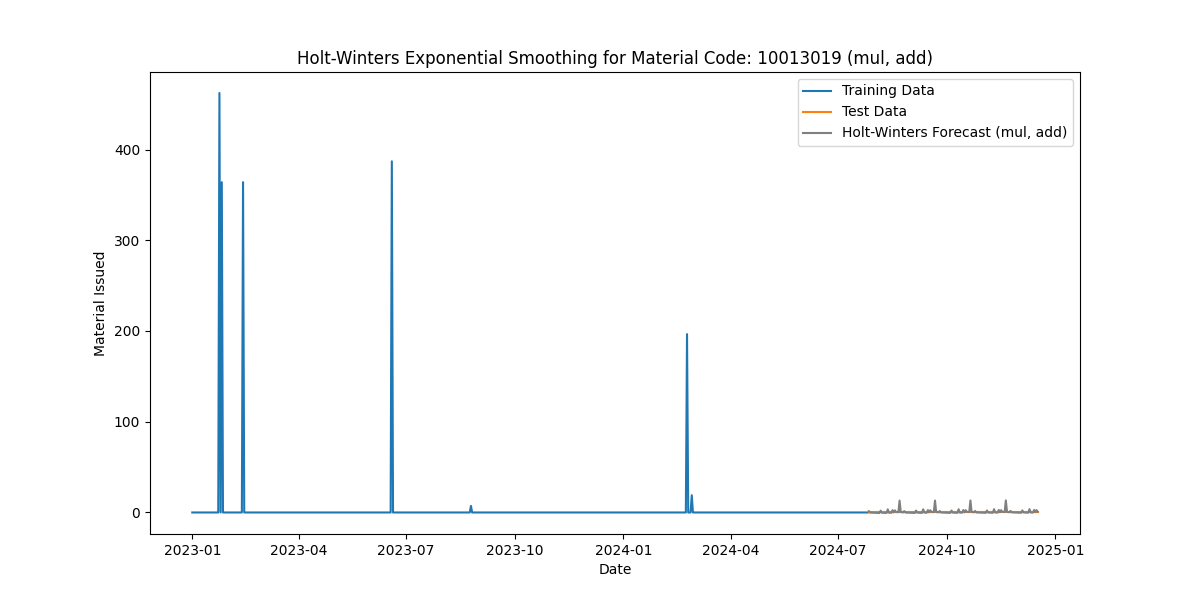 Holt-Winters Exponential Smoothing for Material Code: 10013019 (mul, add)
Training Data
Test Data
Holt-Winters Forecast (mul, add)
Material Issued
400
300
200
100
0
2023-01 2023-04 2023-07 2023-10 2024-01 2024-04 2024-07 2024-10 2025-01
Date